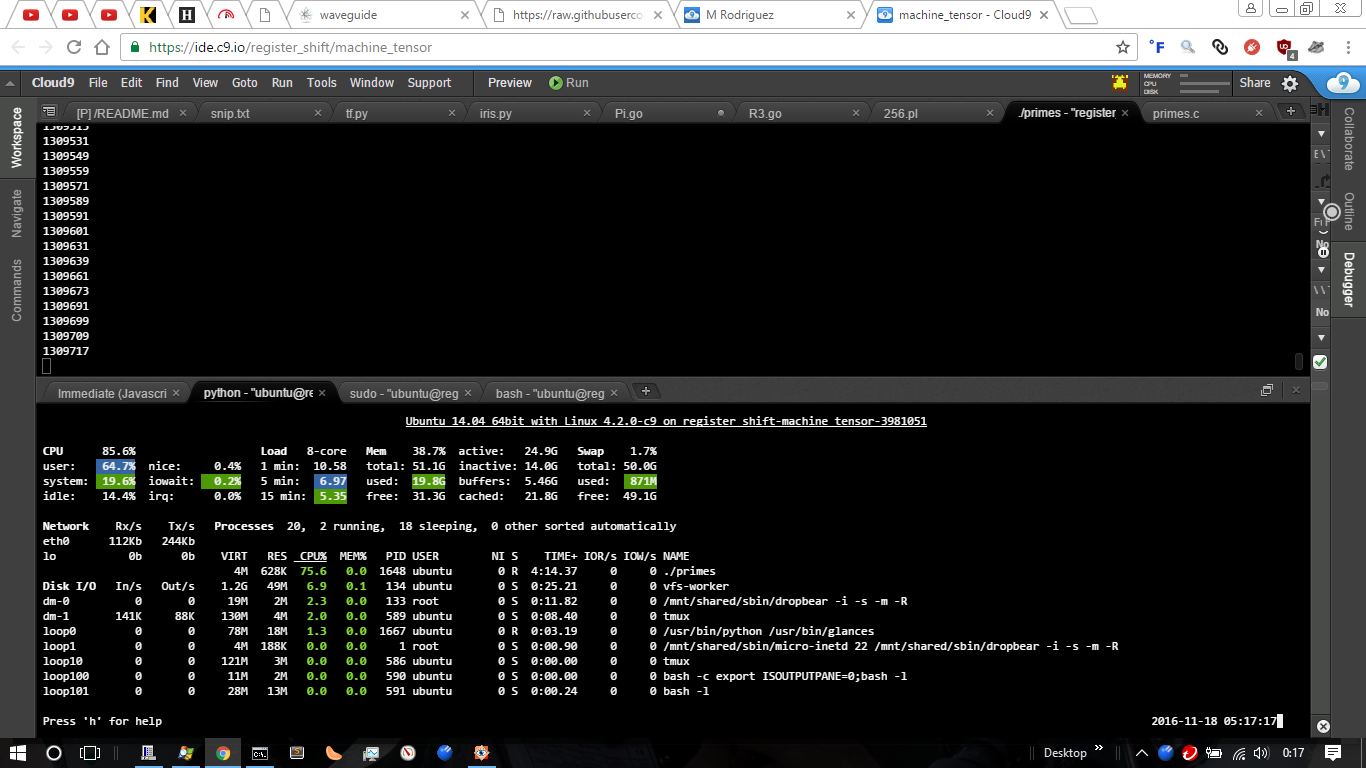 waveguide
https://raw.githubuserco
M Rodriguez
machine_tensor - Cloud9
https://ide.c9.io/register_shift/machine_tensor
°F
4
Cloud9 File Edit Find View Goto Run Tools Window Support Preview Run
MEMORY
CPU
DISK
Share
9
[P] /README.md snip.txt tf.py iris.py Pi.go R3.go 256.pl ./primes - "register primes.c
Workspace
Navigate
Commands
Collaborate
Outline
Debugger
1309531
1309549
1309559
1309571
1309589
1309591
1309601
1309631
1309639
1309661
1309673
1309691
1309699
1309709
1309717
No
No
Immediate (Javascri python - "ubuntu@re sudo - "ubuntu@reg bash - "ubuntu@reg
Ubuntu 14.04 64bit with Linux 4.2.0-c9 on register_shift-machine_tensor-3981051
CPU 85.6% Load 8-core Mem 38.7% active: 24.9G Swap 1.7%
user: 64.7% nice: 0.4% 1 min: 10.58 total: 51.1G inactive: 14.0G total: 50.0G
system: 19.6% iowait: 0.2% 5 min: 6.97 used: 19.8G buffers: 5.46G used: 871M
idle: 14.4% irq: 0.0% 15 min: 5.35 free: 31.3G cached: 21.8G free: 49.1G
Network Rx/s Tx/s Processes 20, 2 running, 18 sleeping, 0 other sorted automatically
eth0 112Kb 244Kb
lo 0b 0b VIRT RES CPU% MEM% PID USER NI S TIME+ IOR/s IOW/s NAME
4M 628K 75.6 0.0 1648 ubuntu 0 R 4:14.37 0 0 ./primes
Disk I/O In/s Out/s 1.2G 49M 6.9 0.1 134 ubuntu 0 S 0:25.21 0 0 vfs-worker
dm-0 0 0 19M 2M 2.3 0.0 133 root 0 S 0:11.82 0 0 /mnt/shared/sbin/dropbear -i -s -m -R
dm-1 141K 88K 130M 4M 2.0 0.0 589 ubuntu 0 S 0:08.40 0 0 tmux
loop0 0 0 78M 18M 1.3 0.0 1667 ubuntu 0 R 0:03.19 0 0 /usr/bin/python /usr/bin/glances
loop1 0 0 4M 188K 0.0 0.0 1 root 0 S 0:00.90 0 0 /mnt/shared/sbin/micro-inetd 22 /mnt/shared/sbin/dropbear -i -s -m -R
loop10 0 0 121M 3M 0.0 0.0 586 ubuntu 0 S 0:00.00 0 0 tmux
loop100 0 0 11M 2M 0.0 0.0 590 ubuntu 0 S 0:00.00 0 0 bash -c export ISOUTPUTPANE=0;bash -l
loop101 0 0 28M 13M 0.0 0.0 591 ubuntu 0 S 0:00.24 0 0 bash -l
Press 'h' for help 2016-11-18 05:17:17
Desktop 0:17